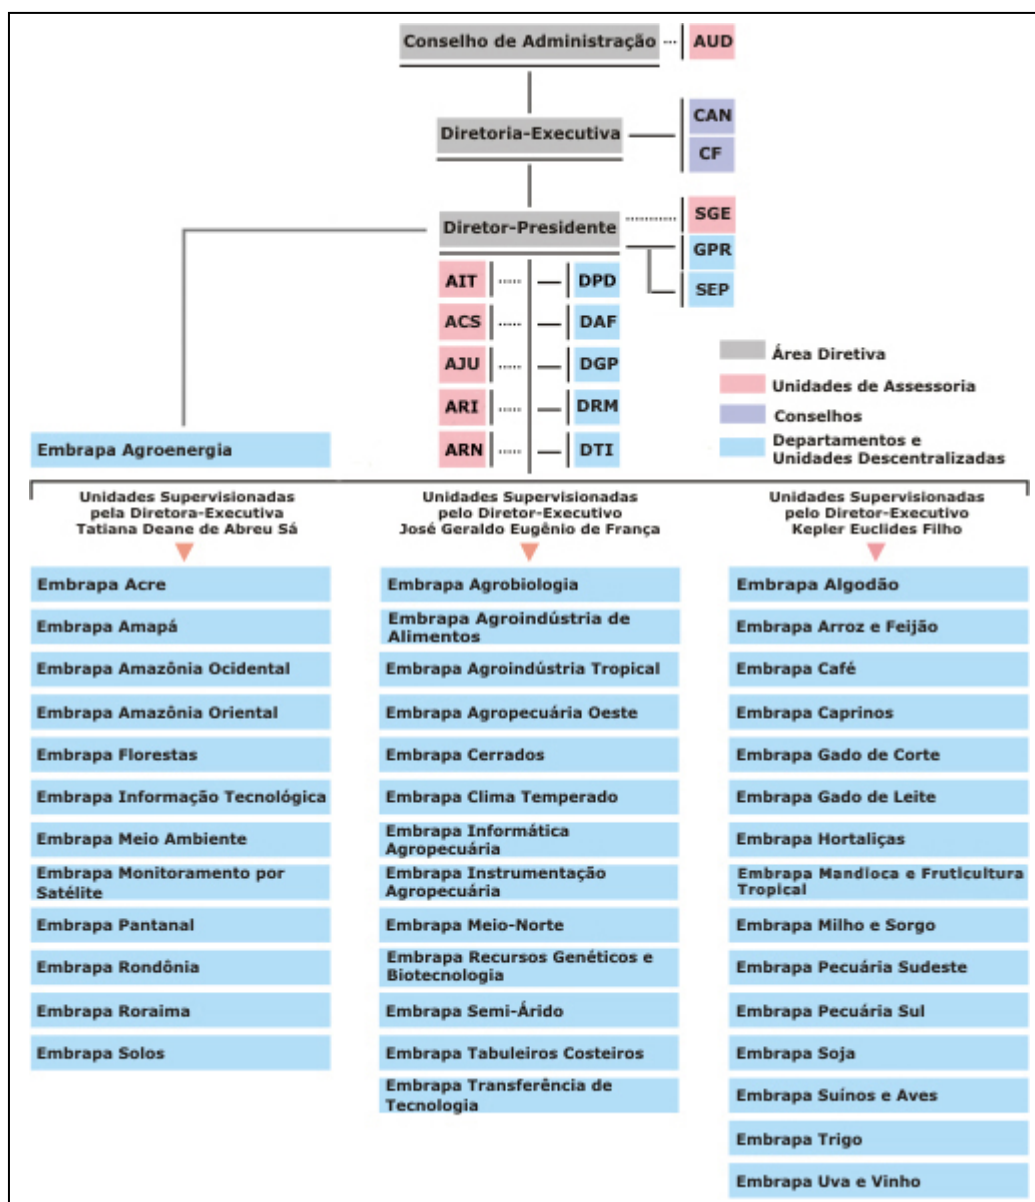 Conselho de Administração
AUD
CAN
Diretoria-Executiva
CF
SGE
Diretor-Presidente
GPR
SEP
AIT
DPD
ACS
DAF
AJU
DGP
ARI
DRM
ARN
DTI
Área Diretiva
Unidades de Assessoria
Conselhos
Departamentos e
Unidades Descentralizadas
Embrapa Agroenergia
Unidades Supervisionadas
pela Diretora-Executiva
Tatiana Deane de Abreu Sá
Embrapa Acre
Embrapa Amapá
Embrapa Amazônia Ocidental
Embrapa Amazônia Oriental
Embrapa Florestas
Embrapa Informação Tecnológica
Embrapa Meio Ambiente
Embrapa Monitoramento por
Satélite
Embrapa Pantanal
Embrapa Rondônia
Embrapa Roraima
Embrapa Solos
Unidades Supervisionadas
pelo Diretor-Executivo
José Geraldo Eugênio de França
Embrapa Agrobiologia
Embrapa Agroindústria de
Alimentos
Embrapa Agroindústria Tropical
Embrapa Agropecuária Oeste
Embrapa Cerrados
Embrapa Clima Temperado
Embrapa Informática
Agropecuária
Embrapa Instrumentação
Agropecuária
Embrapa Meio-Norte
Embrapa Recursos Genéticos e
Biotecnologia
Embrapa Semi-Árido
Embrapa Tabuleiros Costeiros
Embrapa Transferência de
Tecnologia
Unidades Supervisionadas
pelo Diretor-Executivo
Kepler Euclides Filho
Embrapa Algodão
Embrapa Arroz e Feijão
Embrapa Café
Embrapa Caprinos
Embrapa Gado de Corte
Embrapa Gado de Leite
Embrapa Hortaliças
Embrapa Mandioca e Fruticultura
Tropical
Embrapa Milho e Sorgo
Embrapa Pecuária Sudeste
Embrapa Pecuária Sul
Embrapa Soja
Embrapa Suínos e Aves
Embrapa Trigo
Embrapa Uva e Vinho